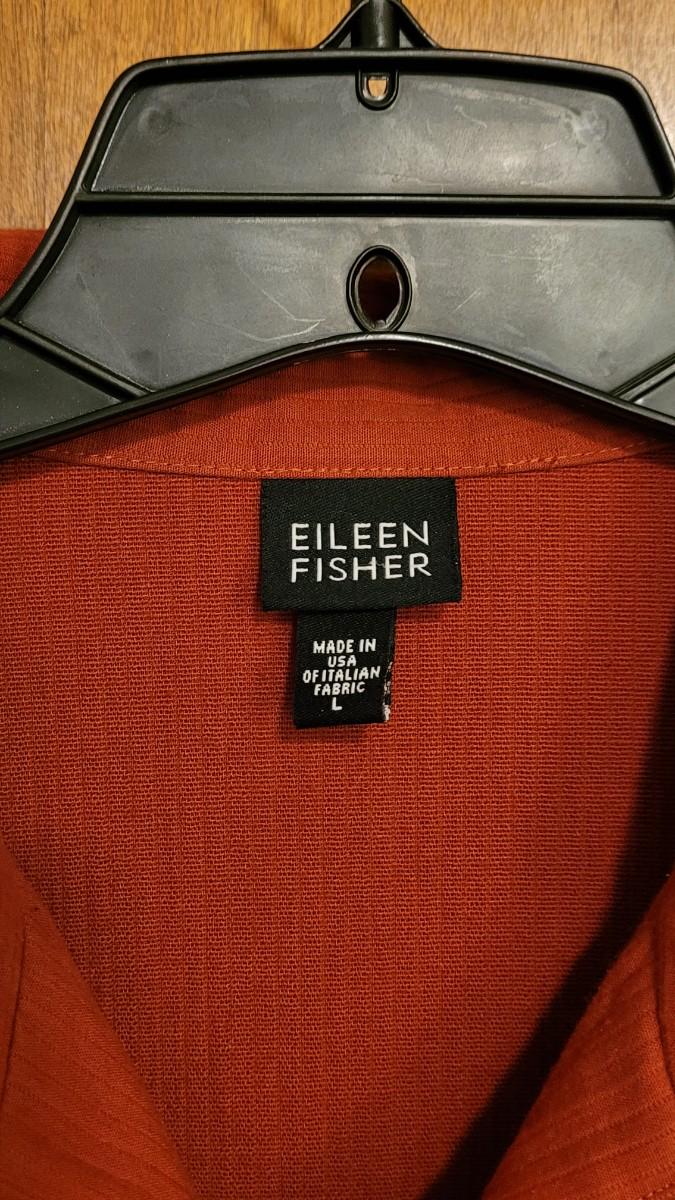 EILEEN
FISHER
MADE IN
USA
OF ITALIAN
FABRIC
L